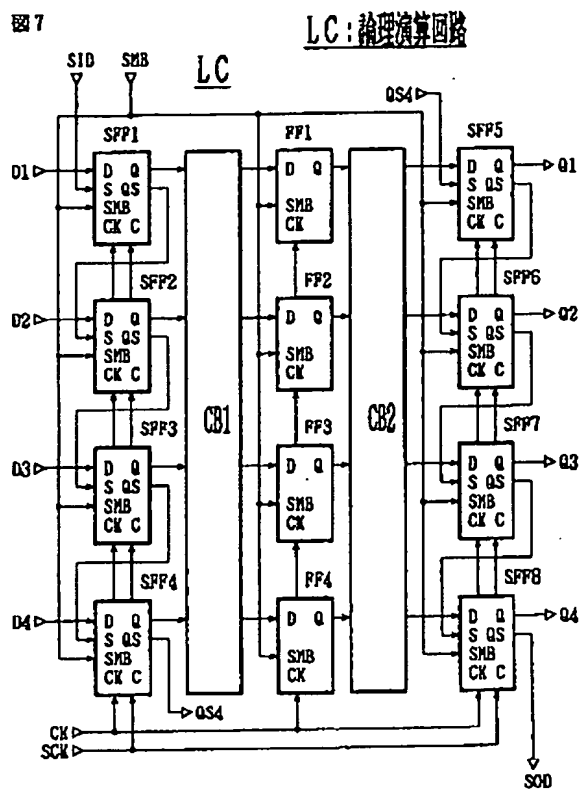 図7
LC:論理演算回路
SID SMB
LC
QS4
SFF1 FF1 SFF5
D1 D Q D Q D Q Q1
S QS S QS
SMB SMB SMB
CK C CK CK C
SFF2 FF2 SFF6
D2 D Q D Q D Q Q2
S QS S QS
SMB SMB SMB
CK C CK CK C
CB1 CB2
SFF3 FF3 SFF7
D3 D Q D Q D Q Q3
S QS S QS
SMB SMB SMB
CK C CK CK C
SFF4 FF4 SFF8
D4 D Q D Q D Q Q4
S QS S QS
SMB SMB SMB
CK C CK CK C
QS4
CK
SCK
SOD